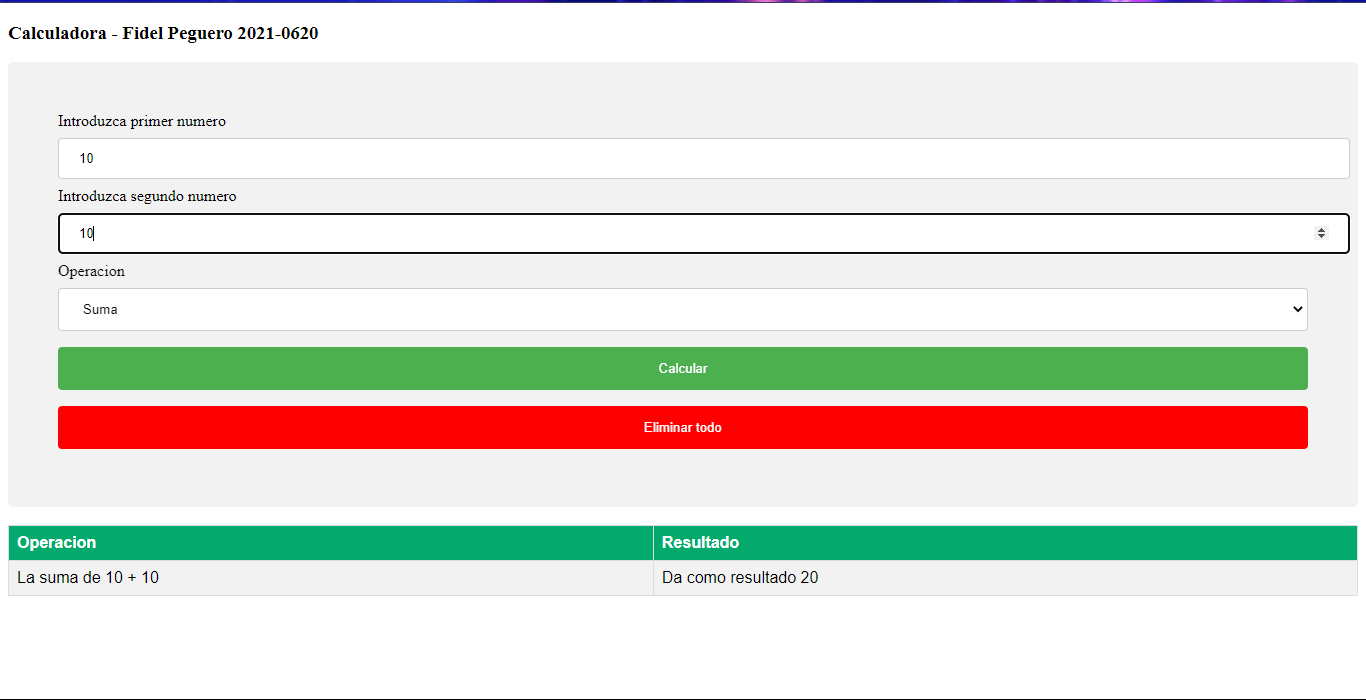 Calculadora - Fidel Peguero 2021-0620
Introduzca primer numero
10
Introduzca segundo numero
10
Operacion
Suma
Calcular
Eliminar todo
Operacion Resultado
La suma de 10 + 10 Da como resultado 20